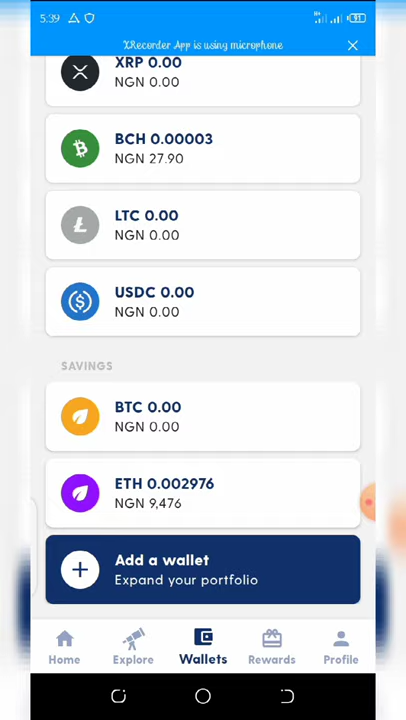 5:39
XRecorder App is using microphone
XRP 0.00
NGN 0.00
BCH 0.00003
NGN 27.90
LTC 0.00
NGN 0.00
USDC 0.00
NGN 0.00
SAVINGS
BTC 0.00
NGN 0.00
ETH 0.002976
NGN 9,476
Add a wallet
Expand your portfolio
Home Explore Wallets Rewards Profile